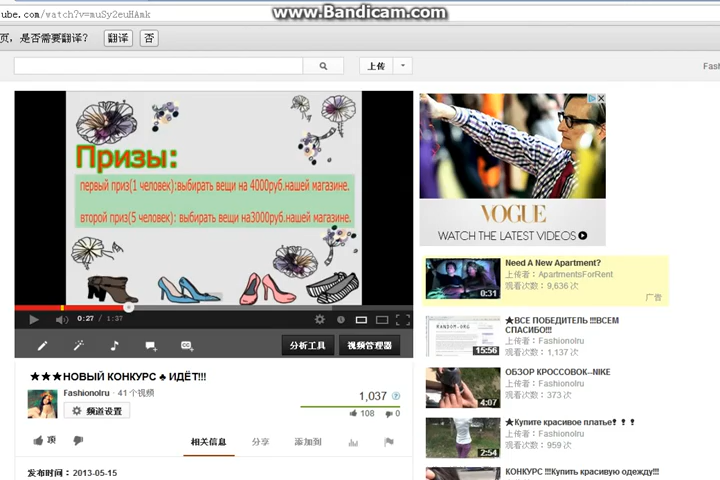 www.Bandicam.com
ube.com/watch?v=muSy2euHAmk
页，是否需要翻译？ 翻译 否
上传
Fash
Призы:
первый приз(1 человек):выбирать вещи на 4000руб.нашей магазине.
второй приз(5 человек): выбирать вещи на3000руб.нашей магазине.
0:27 / 1:37
CC
分析工具 视频管理器
★★★НОВЫЙ КОНКУРС ♣ ИДЁТ!!!
Fashionolru · 41 个视频
频道设置
1,037
108 0
顶
相关信息 分享 添加到
发布时间：2013-05-15
VOGUE
WATCH THE LATEST VIDEOS
Need A New Apartment?
上传者：ApartmentsForRent
观看次数：9,636 次
0:31
广告
★ВСЕ ПОБЕДИТЕЛЬ !!!ВСЕМ
СПАСИБО!!!
上传者：Fashionolru
观看次数：1,137 次
RANDOM.ORG
15:56
ОБЗОР КРОССОВОК--NIKE
上传者：Fashionolru
观看次数：373 次
4:07
★Купите красивое платье！！！
上传者：Fashionolru
观看次数：959 次
2:54
КОНКУРС !!!Купить красивую одежду!!!
上传者：Fashionolru